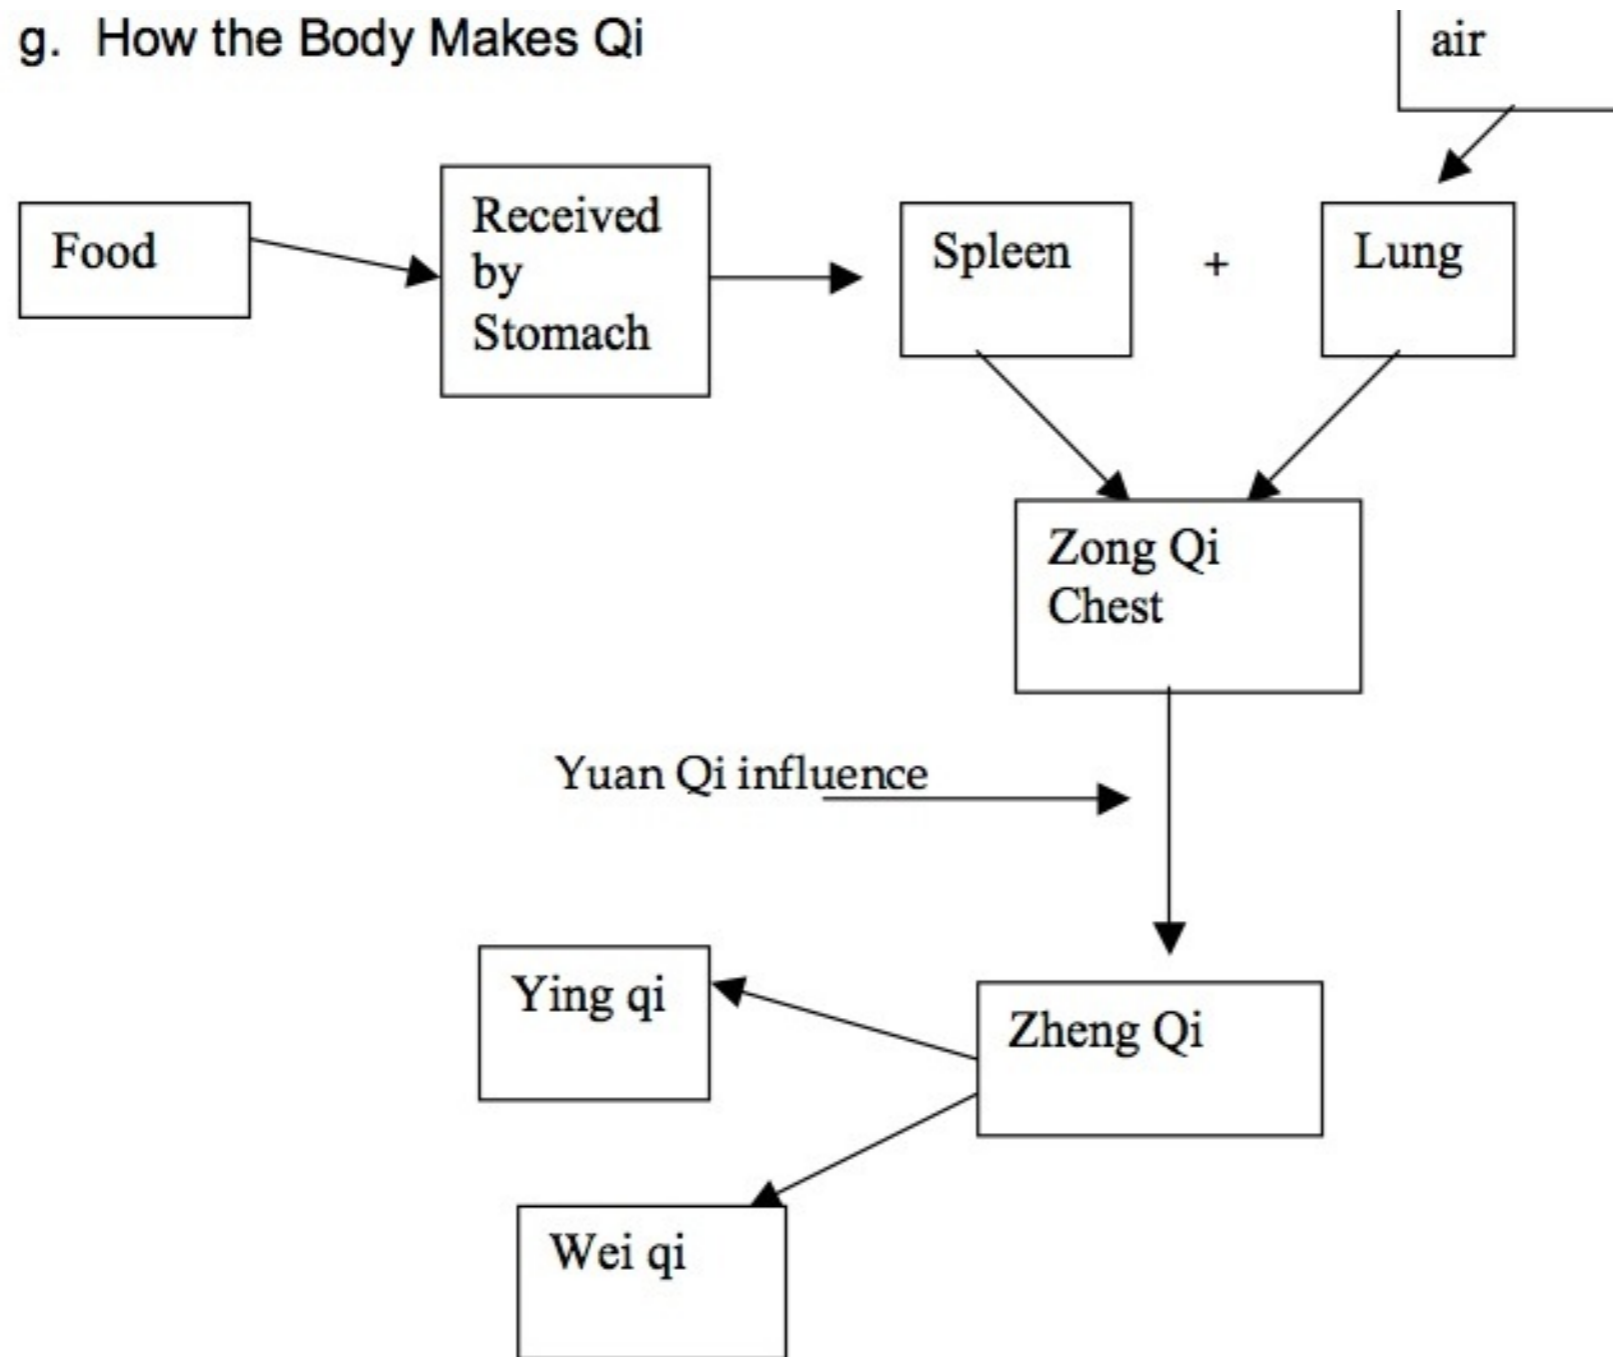 g. How the Body Makes Qi
air
Food
Received
by
Stomach
Spleen
+
Lung
Zong Qi
Chest
Yuan Qi influence
Ying qi
Zheng Qi
Wei qi